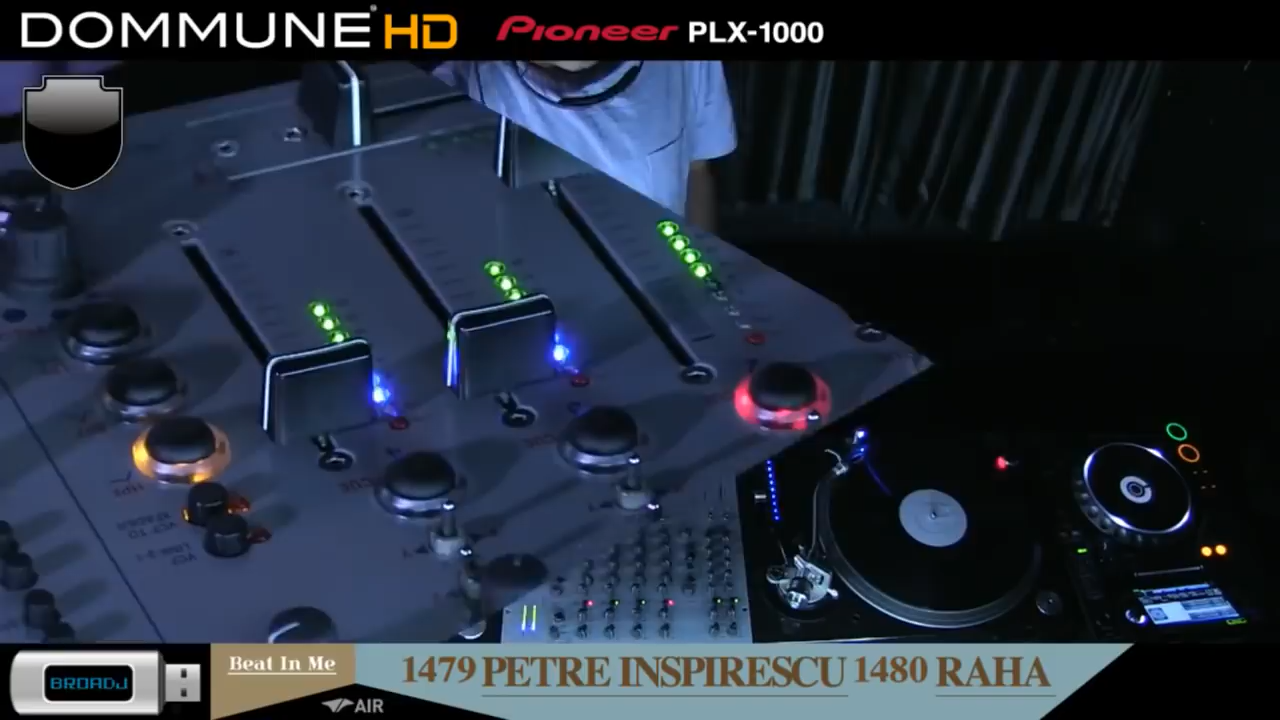 DOMMUNE HD Pioneer PLX-1000
BROADJ
Beat In Me
1479 PETRE INSPIRESCU 1480 RAHA
AIR